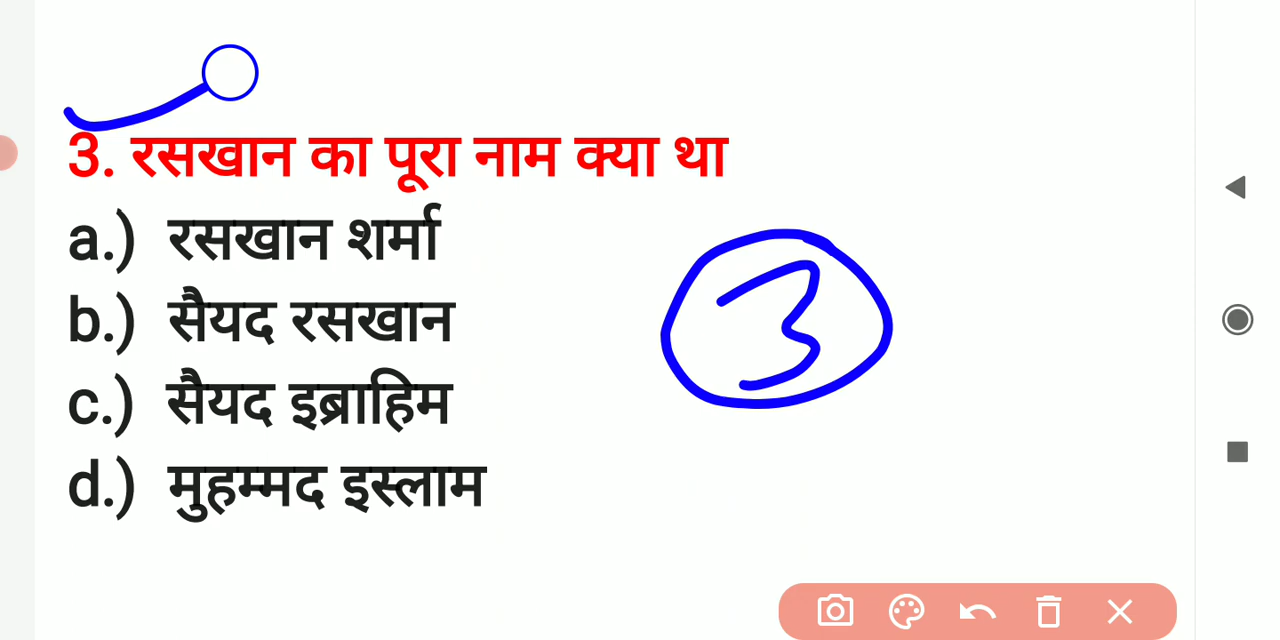 3. रसखान का पूरा नाम क्या था
a.) रसखान शर्मा
b.) सैयद रसखान
3
c.) सैयद इब्राहिम
d.) मुहम्मद इस्लाम